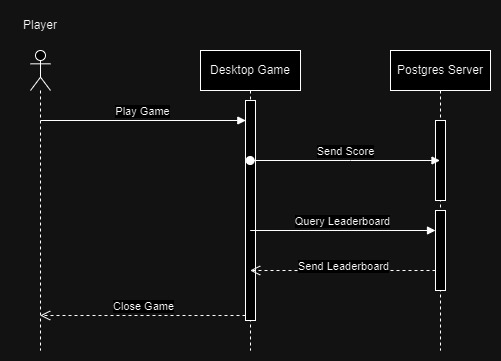 Player
Desktop Game
Postgres Server
Play Game
Send Score
Query Leaderboard
Send Leaderboard
Close Game